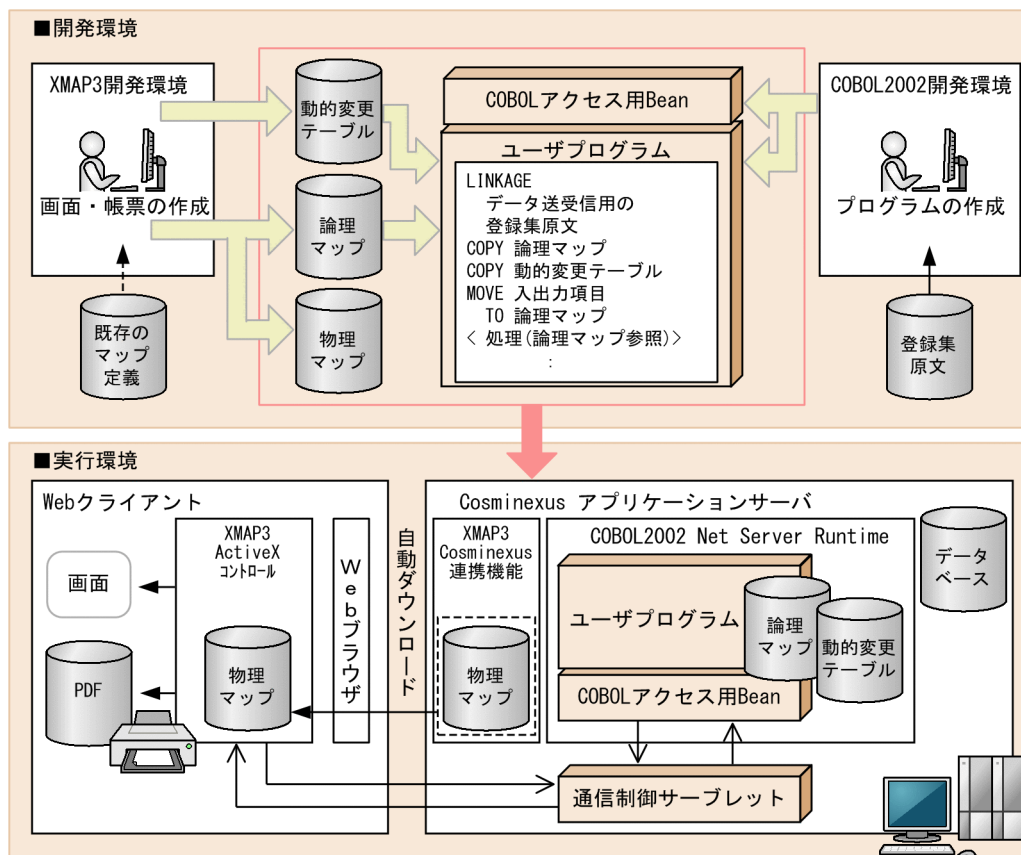 ■開発環境
XMAP3開発環境
画面・帳票の作成
既存の
マップ
定義
動的変更
テーブル
論理
マップ
物理
マップ
COBOLアクセス用Bean
ユーザプログラム
LINKAGE
データ送受信用の
登録集原文
COPY 論理マップ
COPY 動的変更テーブル
MOVE 入出力項目
TO 論理マップ
< 処理(論理マップ参照)>
:
COBOL2002開発環境
プログラムの作成
登録集
原文
■実行環境
Webクライアント
画面
PDF
XMAP3
ActiveX
コントロール
物理
マップ
Webブラウザ
自動ダウンロード
Cosminexus アプリケーションサーバ
XMAP3
Cosminexus
連携機能
物理
マップ
COBOL2002 Net Server Runtime
ユーザプログラム
論理
マップ
動的変更
テーブル
COBOLアクセス用Bean
通信制御サーブレット
データ
ベース